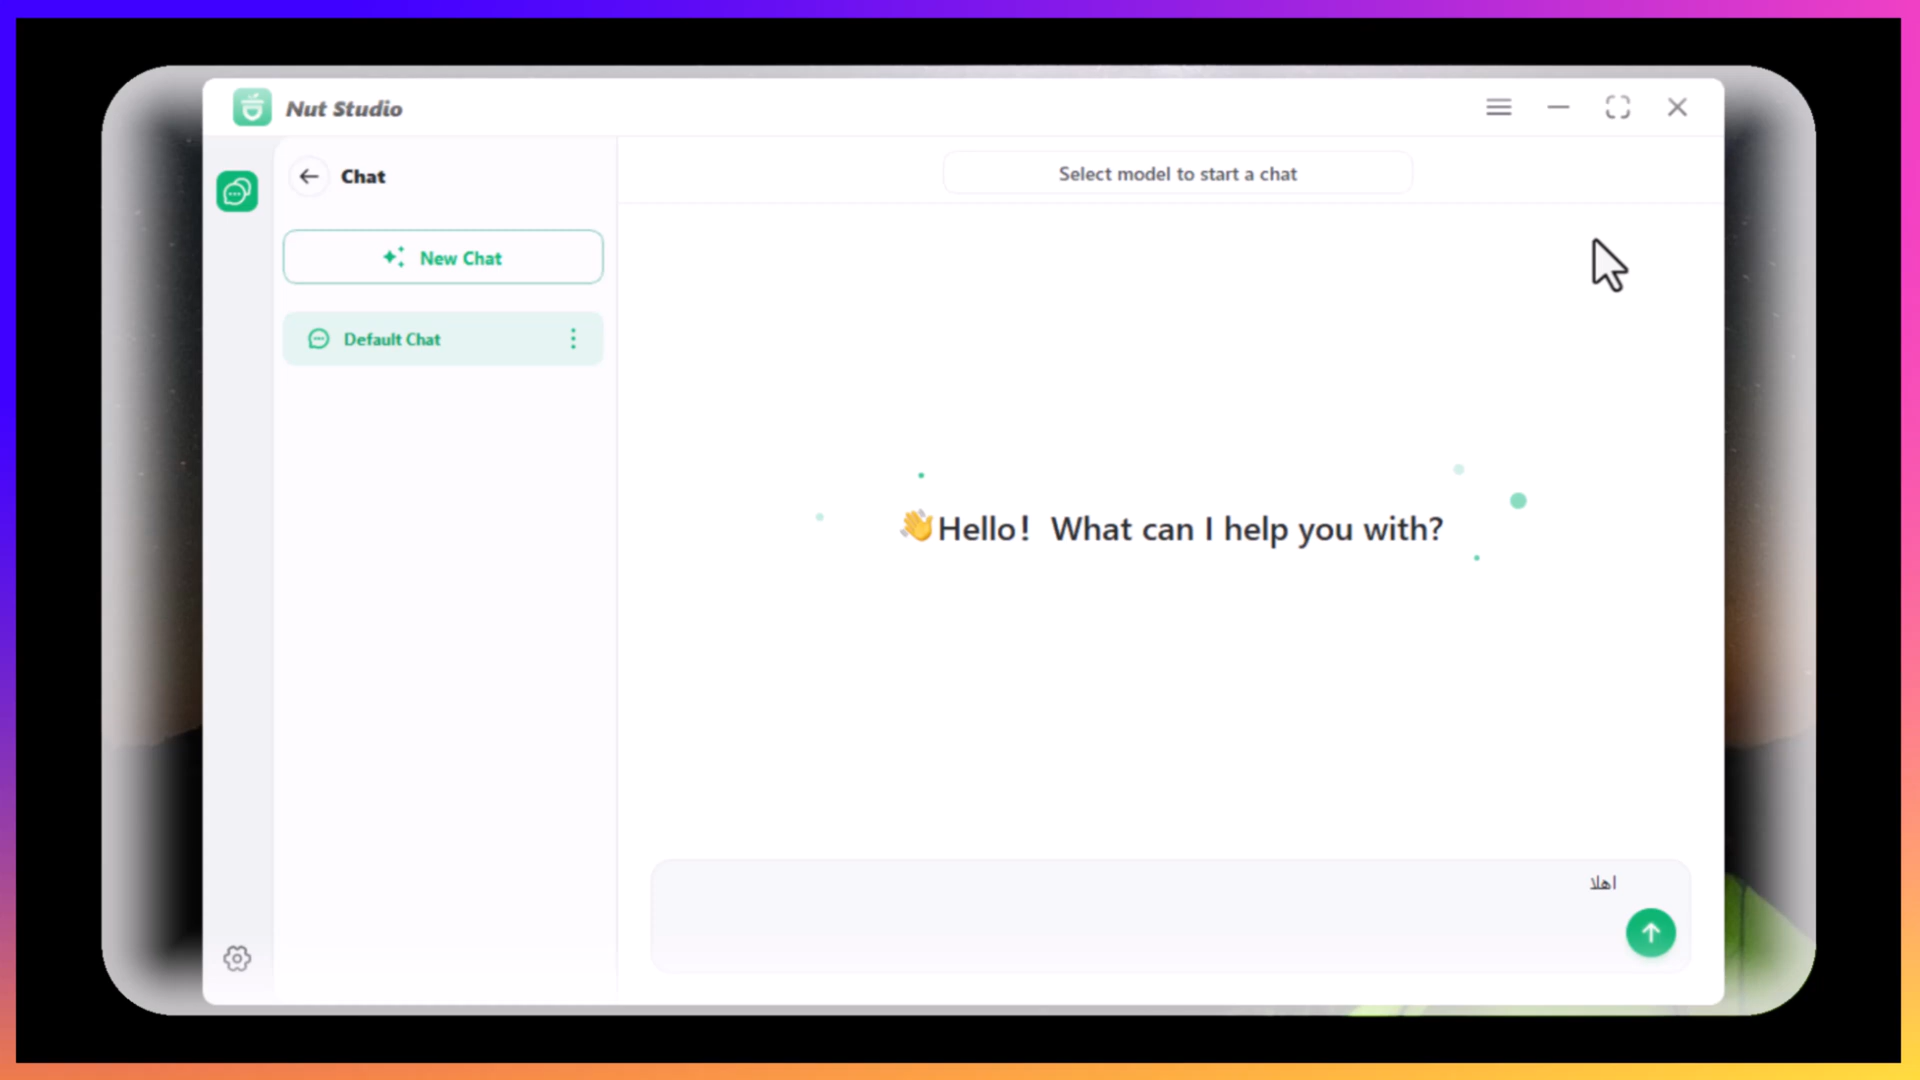 Nut Studio
Chat
Select model to start a chat
New Chat
Default Chat
👋Hello! What can I help you with?
اهلا